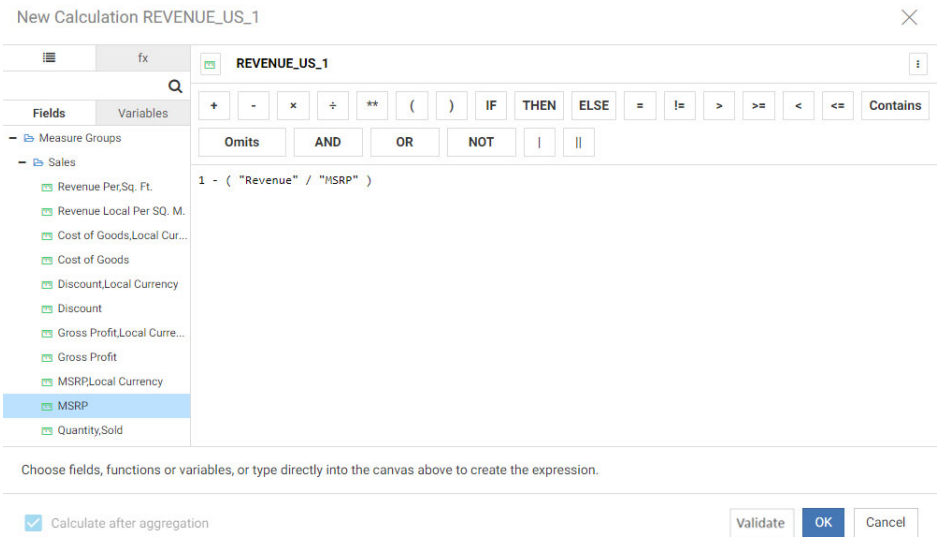 New Calculation REVENUE_US_1
fx
REVENUE_US_1
Fields Variables
+ - × ÷ ** ( ) IF THEN ELSE = != > >= < <= Contains
Omits AND OR NOT | ||
Measure Groups
Sales
Revenue Per,Sq. Ft.
Revenue Local Per SQ. M.
Cost of Goods,Local Cur...
Cost of Goods
Discount,Local Currency
Discount
Gross Profit,Local Curre...
Gross Profit
MSRP,Local Currency
MSRP
Quantity,Sold
1 - ( "Revenue" / "MSRP" )
Choose fields, functions or variables, or type directly into the canvas above to create the expression.
Calculate after aggregation
Validate OK Cancel